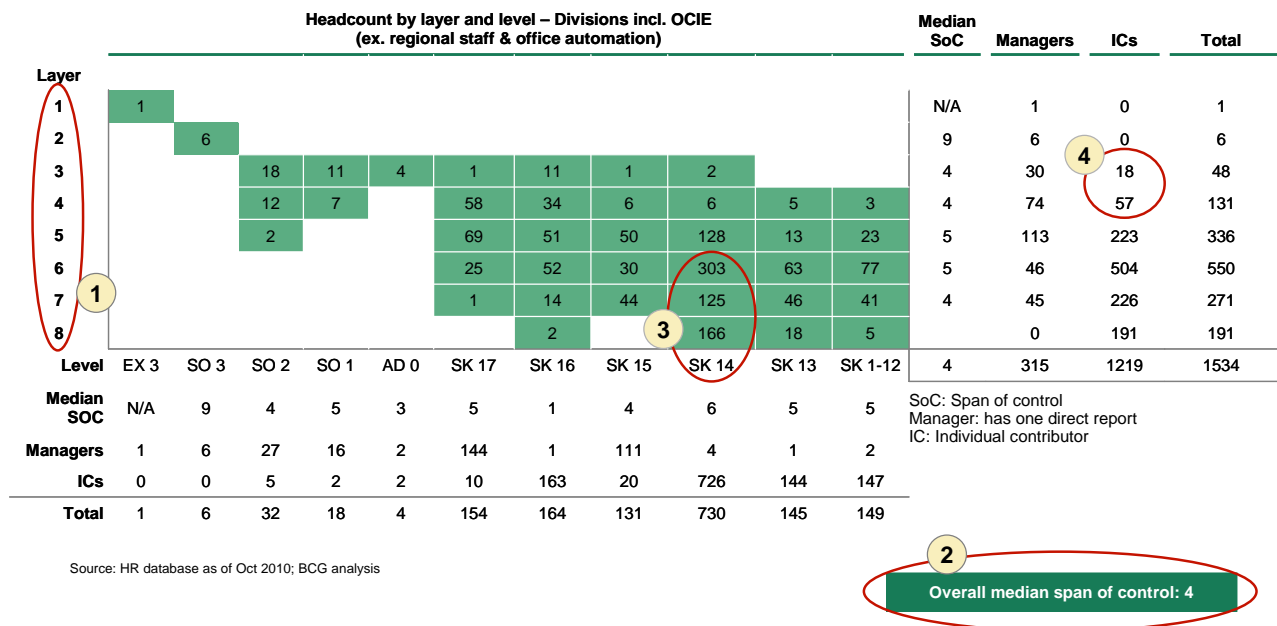 Headcount by layer and level – Divisions incl. OCIE
(ex. regional staff & office automation)
Median
SoC Managers ICs Total
Layer
1 1 N/A 1 0 1
2 6 9 6 0 6
4
3 18 11 4 1 11 1 2 4 30 18 48
4 12 7 58 34 6 6 5 3 4 74 57 131
5 2 69 51 50 128 13 23 5 113 223 336
6 25 52 30 303 63 77 5 46 504 550
1
7 1 14 44 125 46 41 4 45 226 271
3
8 2 166 18 5 0 191 191
Level EX 3 SO 3 SO 2 SO 1 AD 0 SK 17 SK 16 SK 15 SK 14 SK 13 SK 1-12 4 315 1219 1534
Median
SOC N/A 9 4 5 3 5 1 4 6 5 5
Managers 1 6 27 16 2 144 1 111 4 1 2
ICs 0 0 5 2 2 10 163 20 726 144 147
Total 1 6 32 18 4 154 164 131 730 145 149
SoC: Span of control
Manager: has one direct report
IC: Individual contributor
Source: HR database as of Oct 2010; BCG analysis
2
Overall median span of control: 4